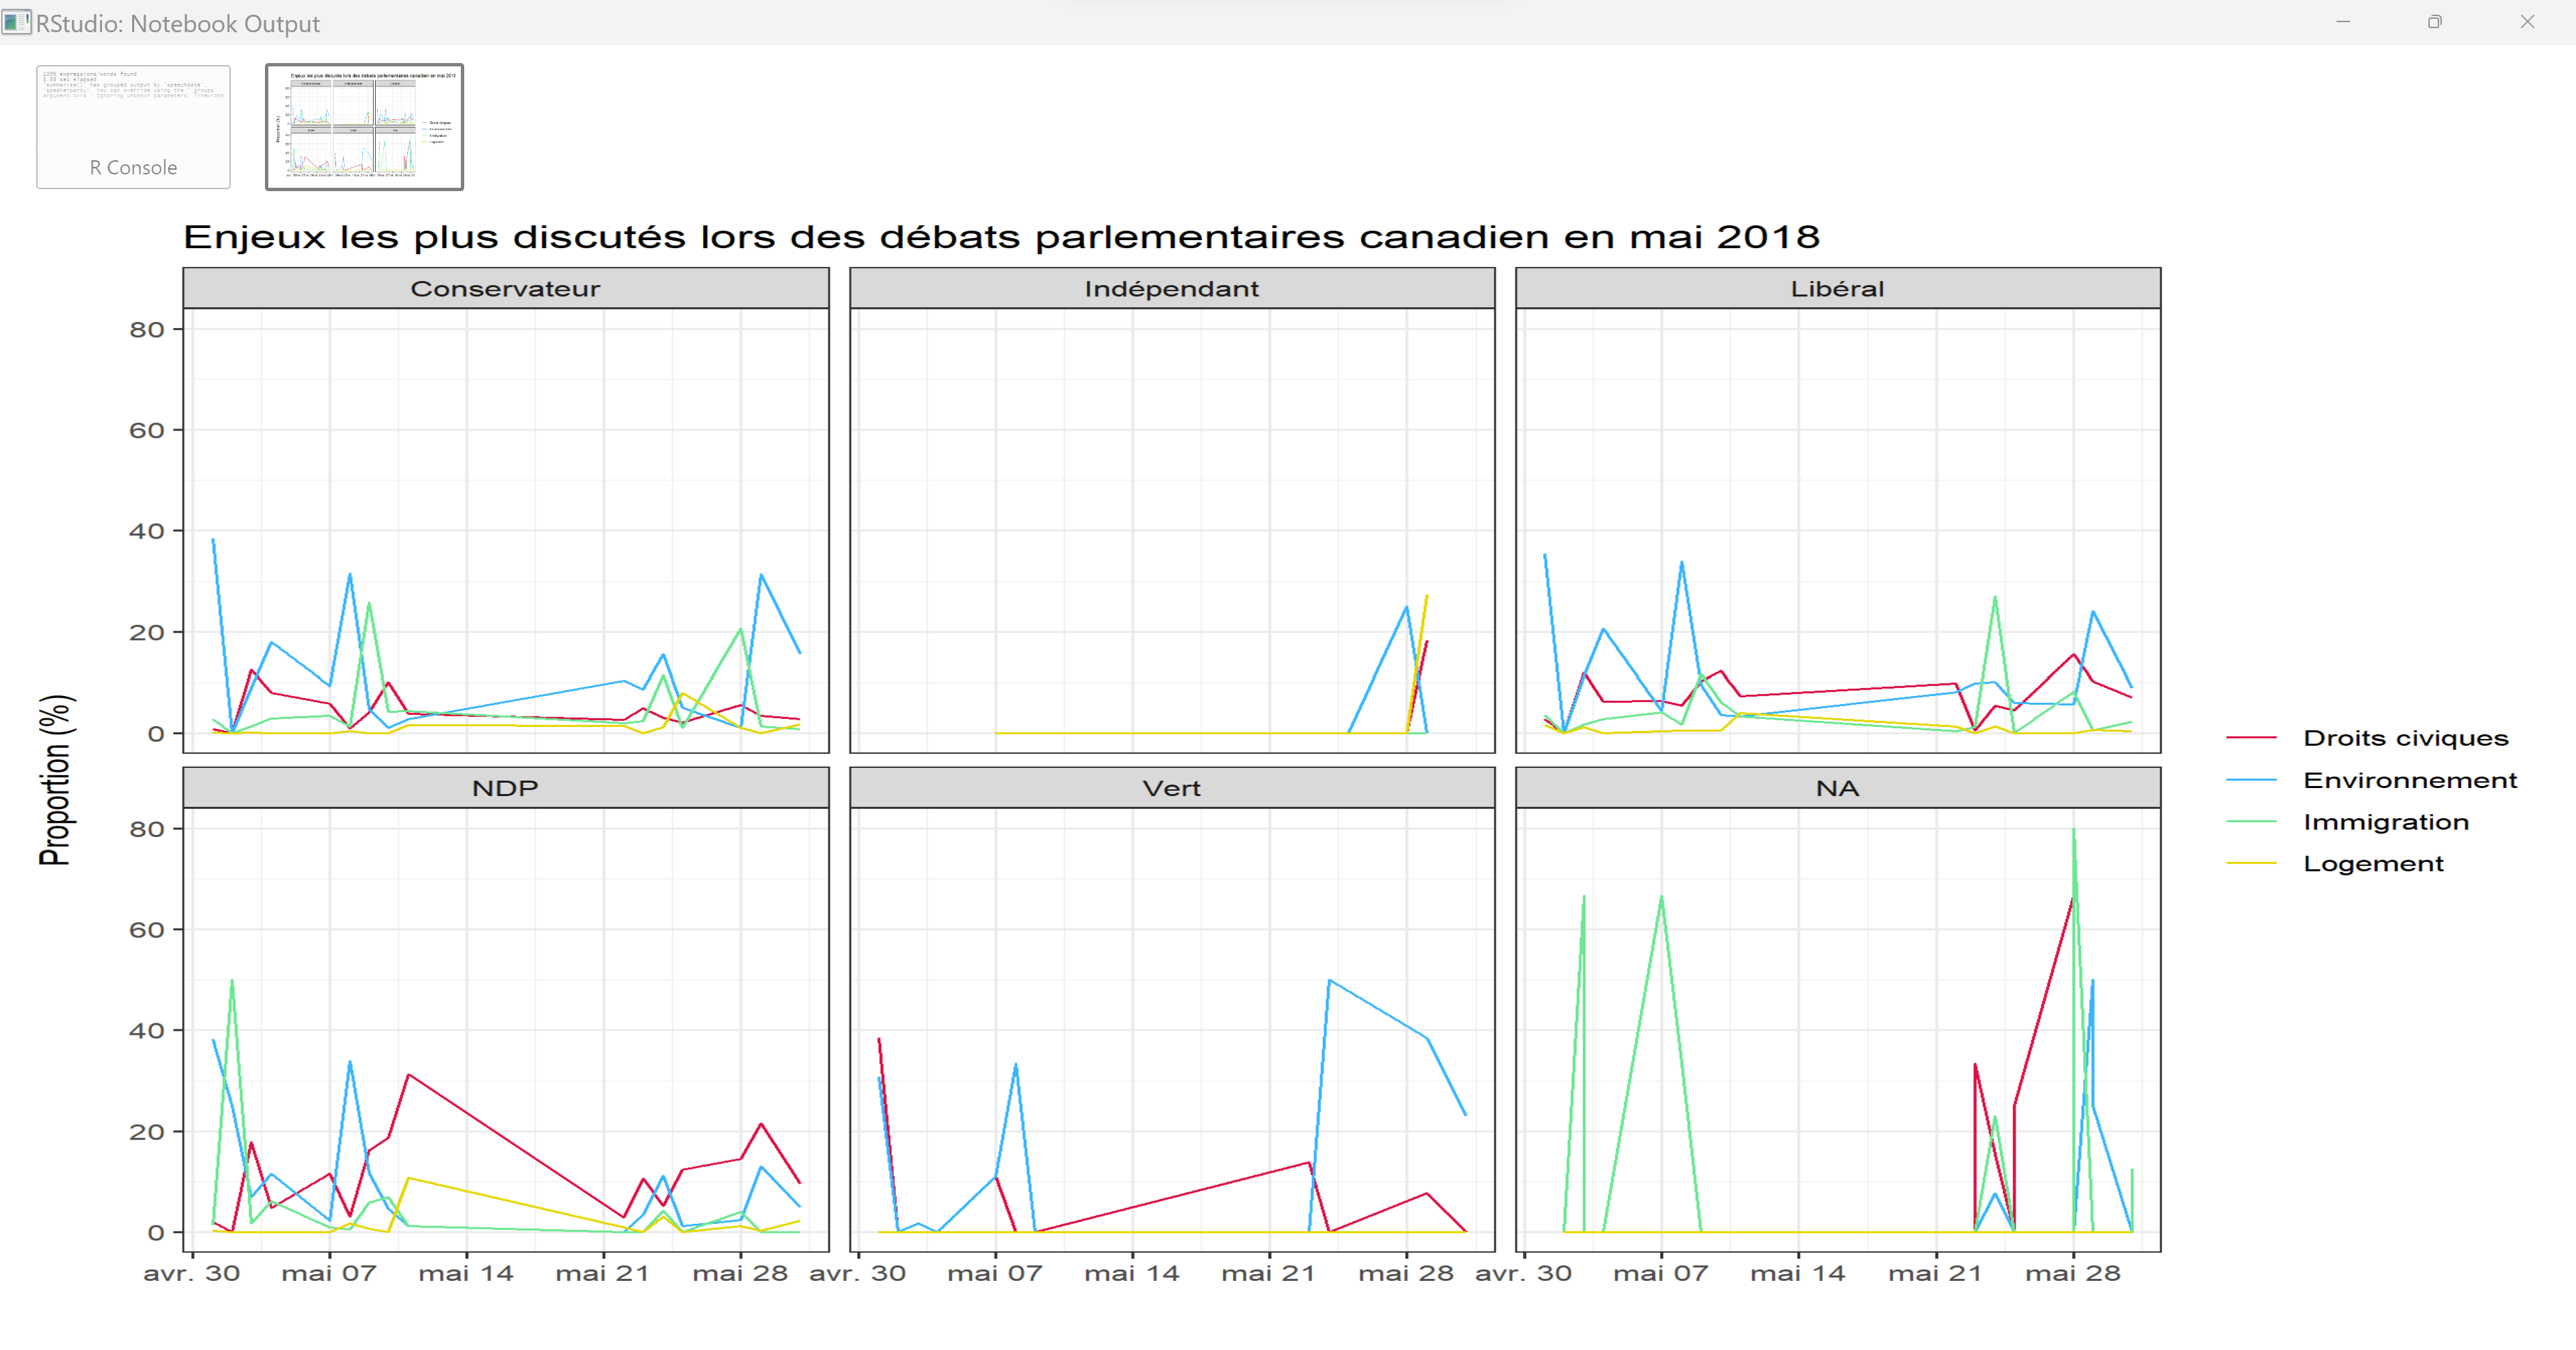 RStudio: Notebook Output
R Console
Enjeux les plus discutés lors des débats parlementaires canadien en mai 2018
Conservateur
Indépendant
Libéral
80
60
40
20
0
NDP
Vert
NA
80
60
40
20
0
Proportion (%)
avr. 30
mai 07
mai 14
mai 21
mai 28
avr. 30
mai 07
mai 14
mai 21
mai 28
avr. 30
mai 07
mai 14
mai 21
mai 28
Droits civiques
Environnement
Immigration
Logement